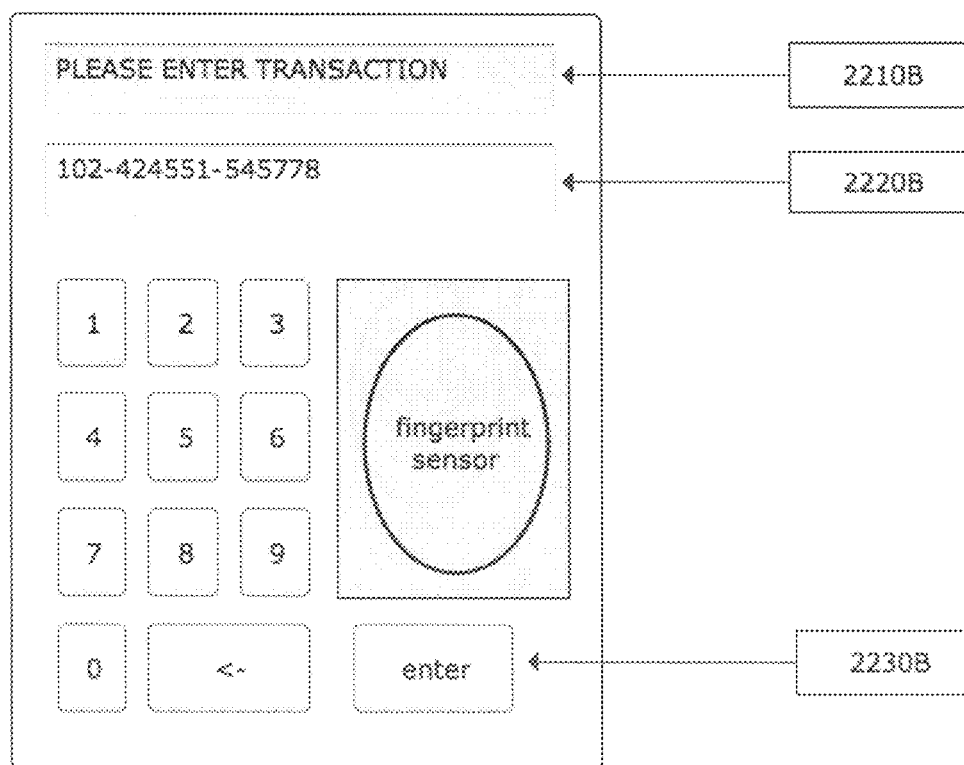 PLEASE ENTER TRANSACTION
2210B
102-424551-545778
2220B
1 2 3
4 5 6
fingerprint
sensor
7 8 9
0 <- enter
2230B